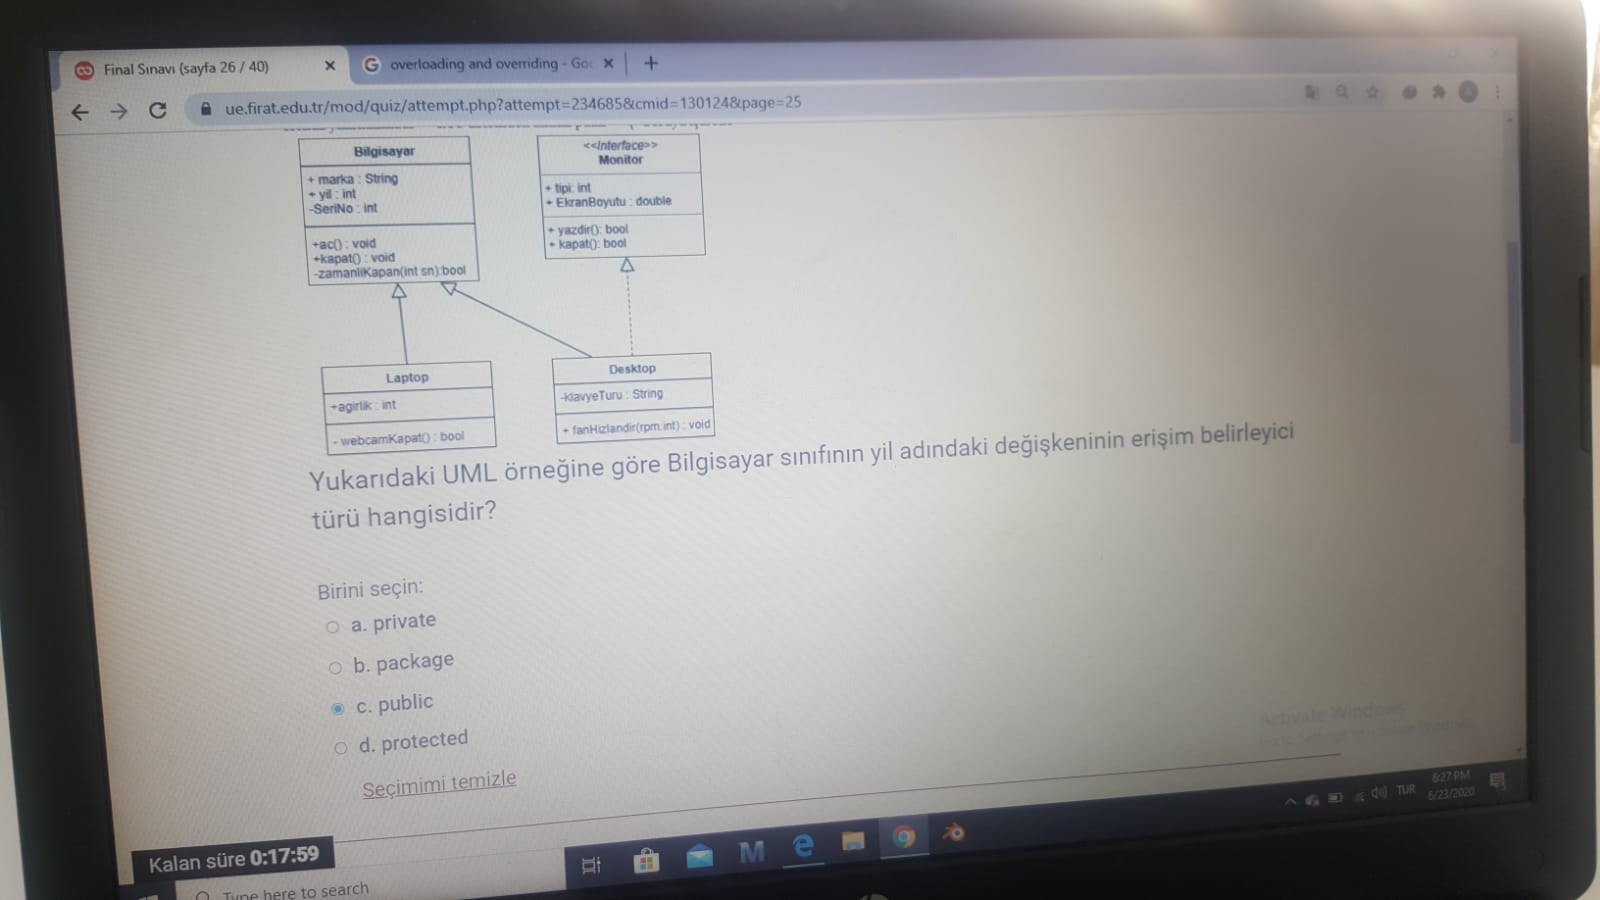 Final Sınavı (sayfa 26 / 40)
overloading and overriding - Goo
ue.firat.edu.tr/mod/quiz/attempt.php?attempt=234685&cmid=130124&page=25
Bilgisayar
+ marka : String
+ yil : int
-SeriNo : int
+ac() : void
+kapat() : void
-zamanliKapan(int sn):bool
<<Interface>>
Monitor
+ tipi: int
+ EkranBoyutu : double
+ yazdir(): bool
+ kapat(): bool
Laptop
+agirlik : int
- webcamKapat() : bool
Desktop
-klavyeTuru : String
+ fanHizlandir(rpm:int) : void
Yukarıdaki UML örneğine göre Bilgisayar sınıfının yil adındaki değişkeninin erişim belirleyici
türü hangisidir?
Birini seçin:
a. private
b. package
c. public
d. protected
Seçimimi temizle
Activate Windows
Kalan süre 0:17:59
Type here to search
TUR
6:27 PM
6/23/2020